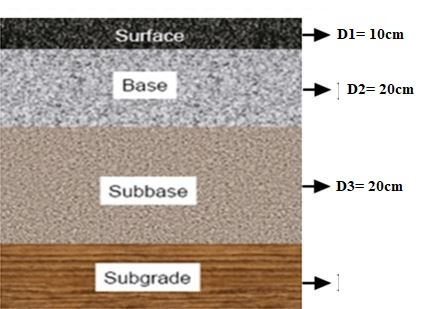 Surface
D1= 10cm
Base
D2= 20cm
Subbase
D3= 20cm
Subgrade